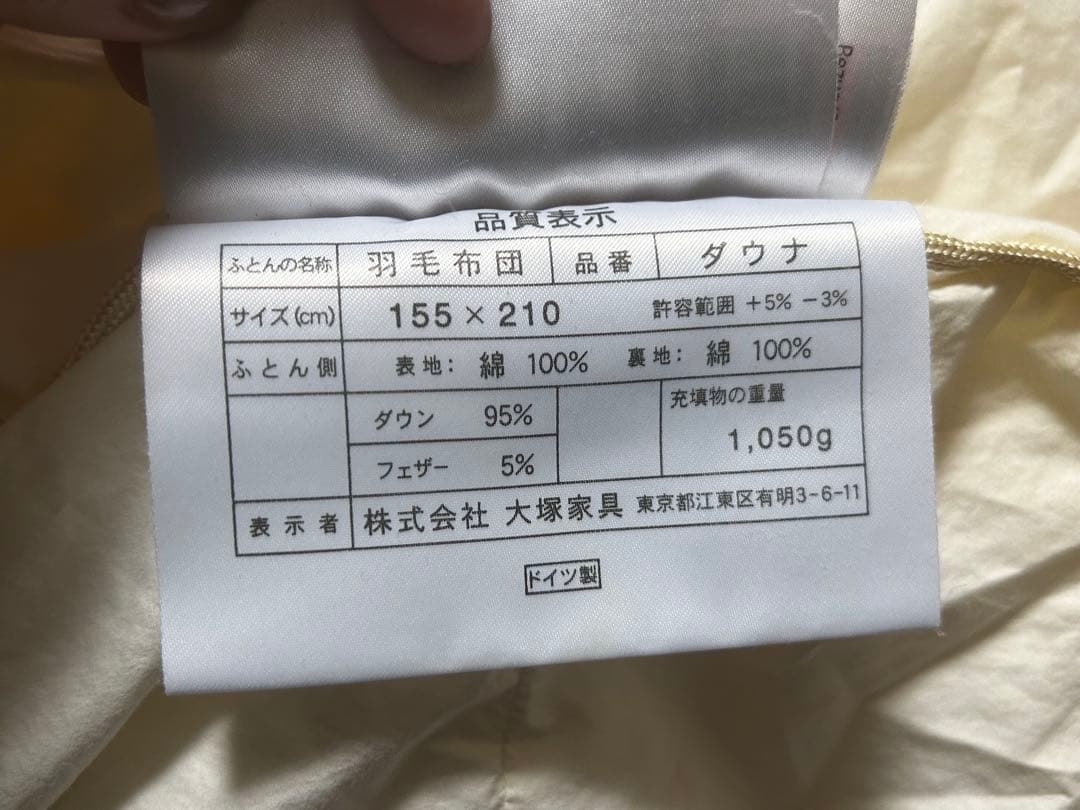 品質表示
ふとんの名称 羽毛布団 品番 ダウナ
サイズ(cm) 155×210 許容範囲 +5% −3%
ふとん側 表地: 綿 100% 裏地: 綿 100%
ダウン 95% 充填物の重量
フェザー 5% 1,050g
表示者 株式会社 大塚家具 東京都江東区有明3-6-11
ドイツ製